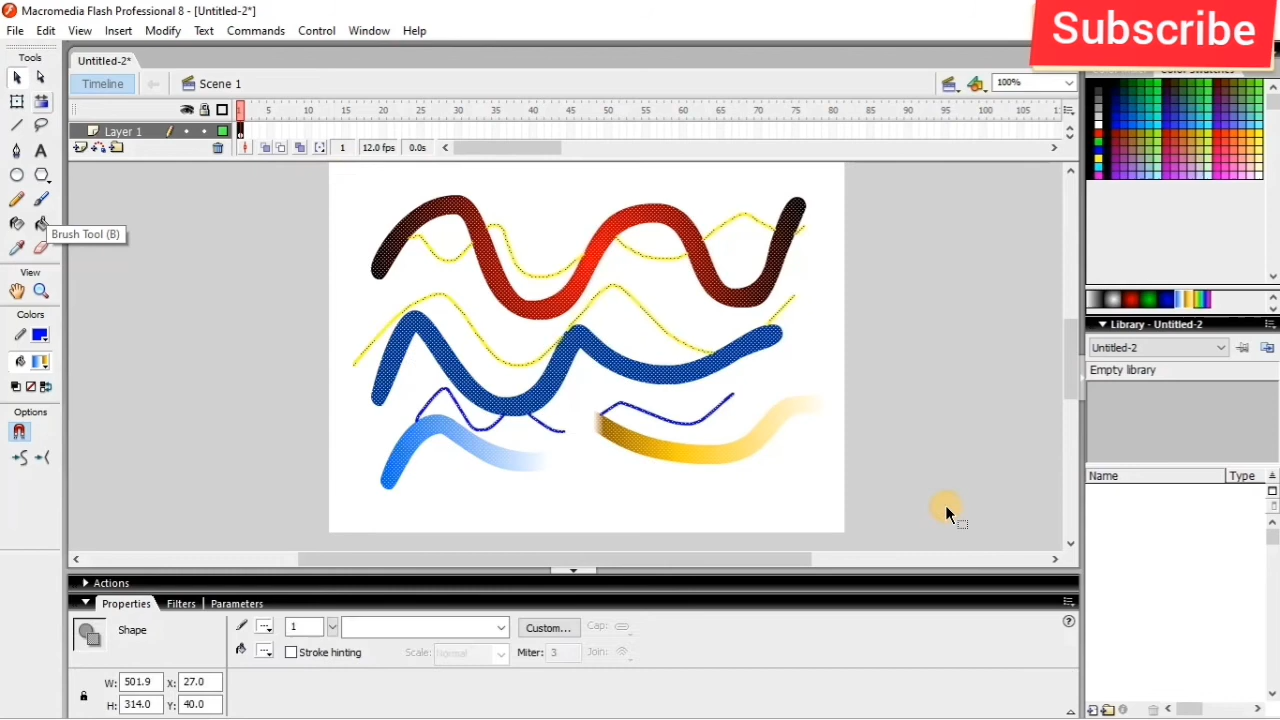 Macromedia Flash Professional 8 - [Untitled-2*]
Subscribe
File Edit View Insert Modify Text Commands Control Window Help
Tools
Untitled-2*
Timeline
Scene 1
100%
5 10 15 20 25 30 35 40 45 50 55 60 65 70 75 80 85 90 95 100 105
Layer 1
1 12.0 fps 0.0s
Brush Tool (B)
View
Colors
Options
Library - Untitled-2
Untitled-2
Empty library
Name Type
Actions
Properties Filters Parameters
Shape
1
Custom...
Cap:
Stroke hinting
Scale: Normal
Miter: 3
Join:
W: 501.9 X: 27.0
H: 314.0 Y: 40.0